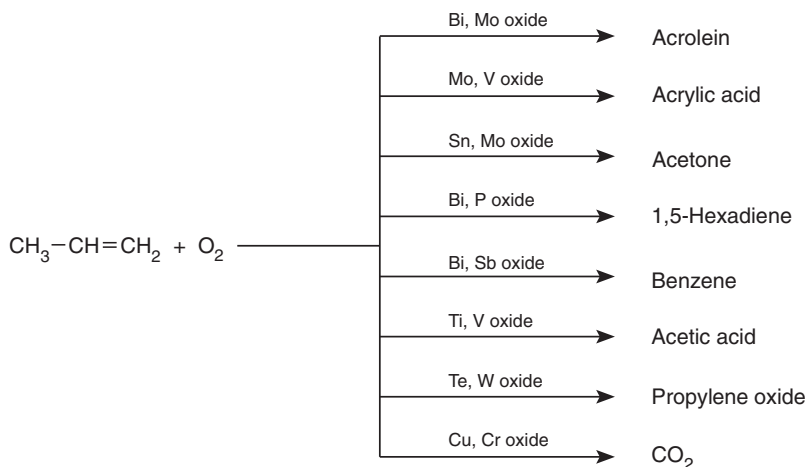 Bi, Mo oxide
Acrolein
Mo, V oxide
Acrylic acid
Sn, Mo oxide
Acetone
Bi, P oxide
1,5-Hexadiene
CH₃−CH=CH₂ + O₂
Bi, Sb oxide
Benzene
Ti, V oxide
Acetic acid
Te, W oxide
Propylene oxide
Cu, Cr oxide
CO₂